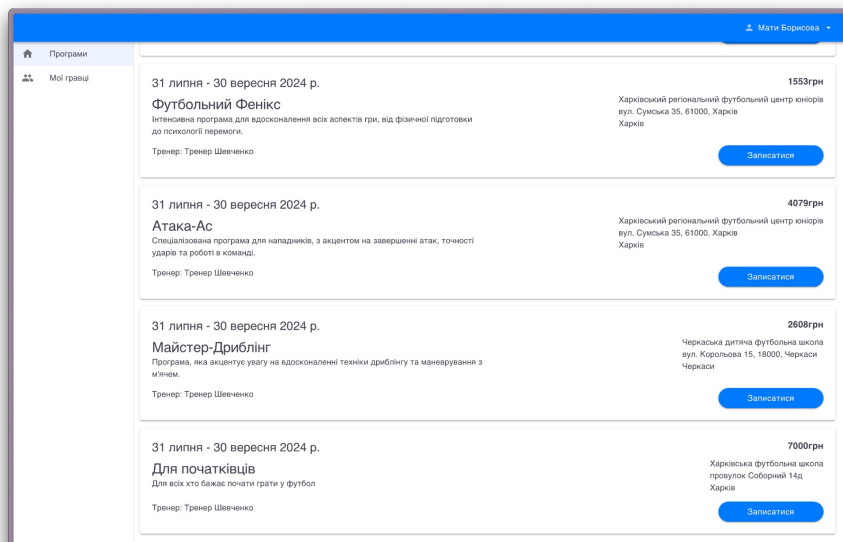 Мати Борисова
Програми
Мої гравці
31 липня - 30 вересня 2024 р.
1553грн
Футбольний Фенікс
Інтенсивна програма для вдосконалення всіх аспектів гри, від фізичної підготовки
до психології перемоги.
Харківський регіональний футбольний центр юніорів
вул. Сумська 35, 61000, Харків
Харків
Тренер: Тренер Шевченко
Записатися
31 липня - 30 вересня 2024 р.
4079грн
Атака-Ас
Спеціалізована програма для нападників, з акцентом на завершенні атак, точності
ударів та роботі в команді.
Харківський регіональний футбольний центр юніорів
вул. Сумська 35, 61000, Харків
Харків
Тренер: Тренер Шевченко
Записатися
31 липня - 30 вересня 2024 р.
2608грн
Майстер-Дриблінг
Програма, яка акцентує увагу на вдосконаленні техніки дриблінгу та маневрування з
м'ячем.
Черкаська дитяча футбольна школа
вул. Корольова 15, 18000, Черкаси
Черкаси
Тренер: Тренер Шевченко
Записатися
31 липня - 30 вересня 2024 р.
7000грн
Для початківців
Для всіх хто бажає почати грати у футбол
Харківська футбольна школа
провулок Соборний 14д
Харків
Тренер: Тренер Шевченко
Записатися